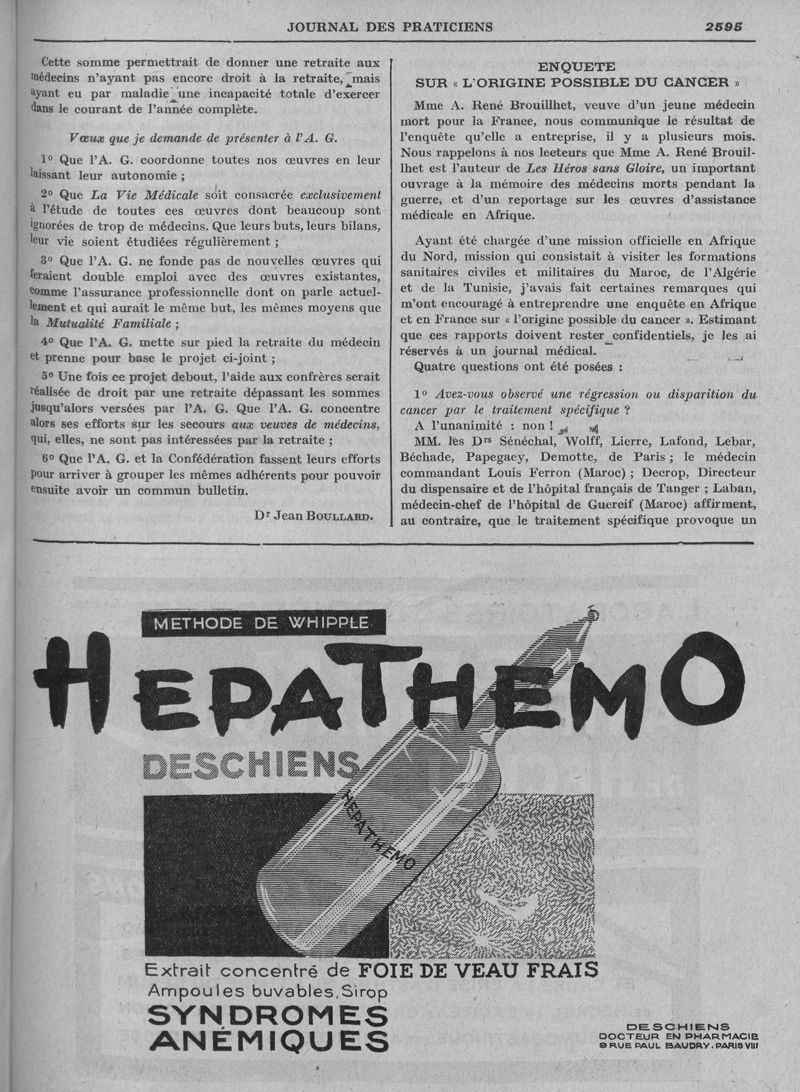 JOURNAL DES PRATICIENS
2595
Cette somme permettrait de donner une retraite aux
médecins n'ayant pas encore droit à la retraite, mais
ayant eu par maladie une incapacité totale d'exercer
dans le courant de l'année complète.
Vœux que je demande de présenter à l'A. G.
1º Que l'A. G. coordonne toutes nos œuvres en leur
laissant leur autonomie ;
2º Que La Vie Médicale soit consacrée exclusivement
à l'étude de toutes ces œuvres dont beaucoup sont
ignorées de trop de médecins. Que leurs buts, leurs bilans,
leur vie soient étudiées régulièrement ;
3º Que l'A. G. ne fonde pas de nouvelles œuvres qui
feraient double emploi avec des œuvres existantes,
comme l'assurance professionnelle dont on parle actuel-
lement et qui aurait le même but, les mêmes moyens que
la Mutualité Familiale ;
4º Que l'A. G. mette sur pied la retraite du médecin
et prenne pour base le projet ci-joint ;
5º Une fois ce projet debout, l'aide aux confrères serait
réalisée de droit par une retraite dépassant les sommes
jusqu'alors versées par l'A. G. Que l'A. G. concentre
alors ses efforts sur les secours aux veuves de médecins,
qui, elles, ne sont pas intéressées par la retraite ;
6º Que l'A. G. et la Confédération fassent leurs efforts
pour arriver à grouper les mêmes adhérents pour pouvoir
ensuite avoir un commun bulletin.
Dr Jean BOULLARD.
ENQUETE
SUR « L'ORIGINE POSSIBLE DU CANCER »
Mme A. René Brouillhet, veuve d'un jeune médecin
mort pour la France, nous communique le résultat de
l'enquête qu'elle a entreprise, il y a plusieurs mois.
Nous rappelons à nos lecteurs que Mme A. René Brouil-
lhet est l'auteur de Les Héros sans Gloire, un important
ouvrage à la mémoire des médecins morts pendant la
guerre, et d'un reportage sur les œuvres d'assistance
médicale en Afrique.
Ayant été chargée d'une mission officielle en Afrique
du Nord, mission qui consistait à visiter les formations
sanitaires civiles et militaires du Maroc, de l'Algérie
et de la Tunisie, j'avais fait certaines remarques qui
m'ont encouragé à entreprendre une enquête en Afrique
et en France sur « l'origine possible du cancer ». Estimant
que ces rapports doivent rester confidentiels, je les ai
réservés à un journal médical.
Quatre questions ont été posées :
1º Avez-vous observé une régression ou disparition du
cancer par le traitement spécifique ?
A l'unanimité : non !
MM. les Drs Sénéchal, Wolff, Lierre, Lafond, Lebar,
Béchade, Papegaey, Demotte, de Paris ; le médecin
commandant Louis Ferron (Maroc) ; Decrop, Directeur
du dispensaire et de l'hôpital français de Tanger ; Laban,
médecin-chef de l'hôpital de Guercif (Maroc) affirment,
au contraire, que le traitement spécifique provoque un
METHODE DE WHIPPLE
HEPATHEMO
DESCHIENS
HEPATHEMO
Extrait concentré de FOIE DE VEAU FRAIS
Ampoules buvables, Sirop
SYNDROMES
ANÉMIQUES
DESCHIENS
DOCTEUR EN PHARMACIE
9 RUE PAUL BAUDRY. PARIS VIIIᵉ